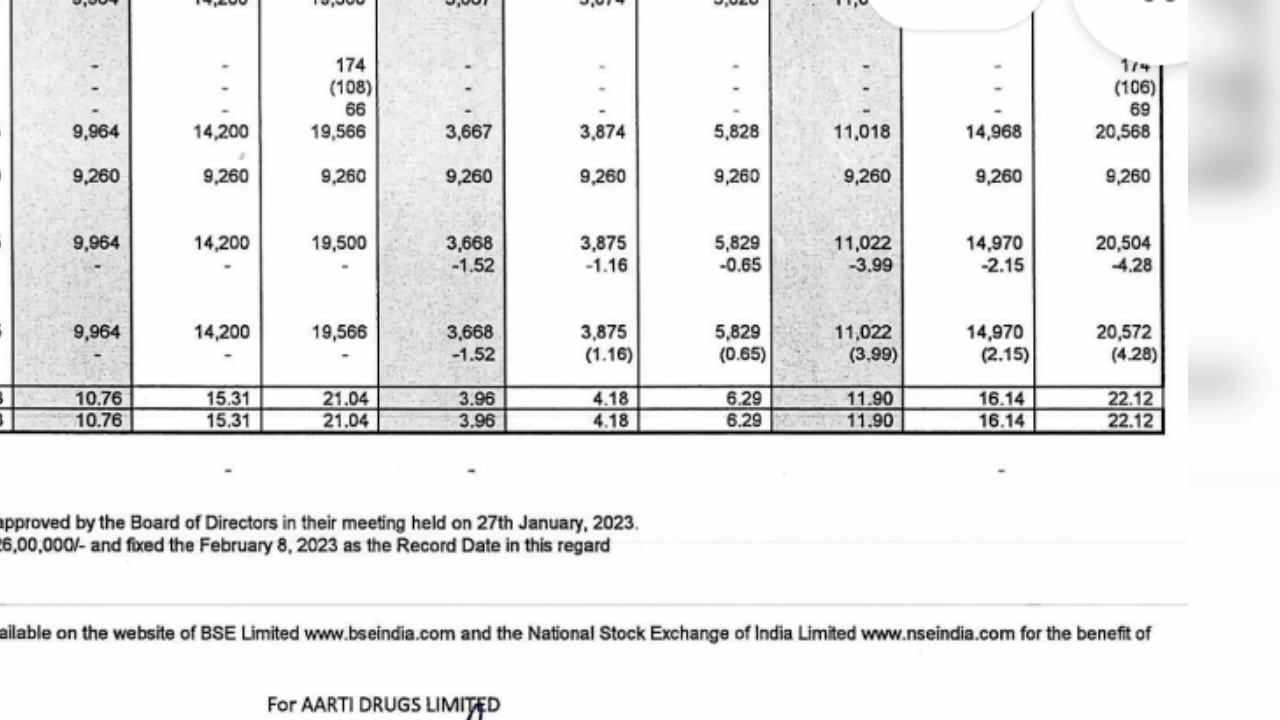 - - 174 - - - - - 174
- - (108) - - - - - (106)
- - 66 - - - - - 69
9,964 14,200 19,566 3,667 3,874 5,828 11,018 14,968 20,568
9,260 9,260 9,260 9,260 9,260 9,260 9,260 9,260 9,260
9,964 14,200 19,500 3,668 3,875 5,829 11,022 14,970 20,504
- - - -1.52 -1.16 -0.65 -3.99 -2.15 -4.28
9,964 14,200 19,566 3,668 3,875 5,829 11,022 14,970 20,572
- - - -1.52 (1.16) (0.65) (3.99) (2.15) (4.28)
10.76 15.31 21.04 3.96 4.18 6.29 11.90 16.14 22.12
10.76 15.31 21.04 3.96 4.18 6.29 11.90 16.14 22.12
- - -
approved by the Board of Directors in their meeting held on 27th January, 2023.
26,00,000/- and fixed the February 8, 2023 as the Record Date in this regard
ailable on the website of BSE Limited www.bseindia.com and the National Stock Exchange of India Limited www.nseindia.com for the benefit of
For AARTI DRUGS LIMITED